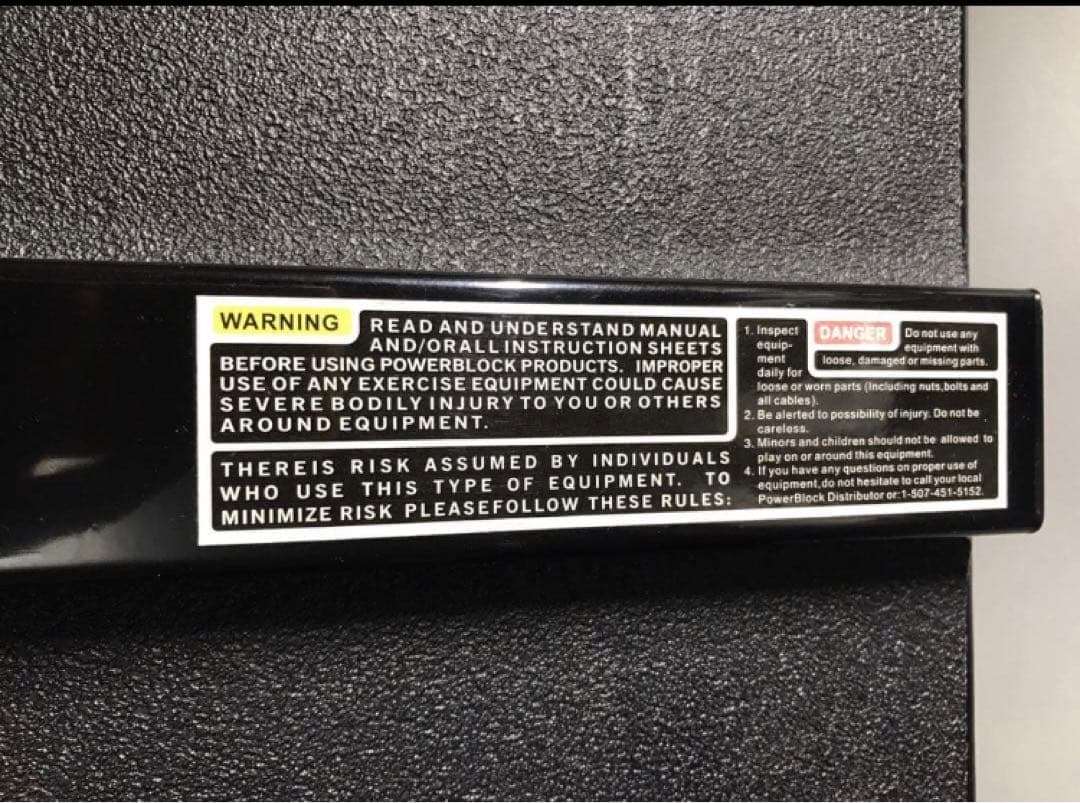 WARNING
READ AND UNDERSTAND MANUAL
AND/ORALL INSTRUCTION SHEETS
BEFORE USING POWERBLOCK PRODUCTS. IMPROPER
USE OF ANY EXERCISE EQUIPMENT COULD CAUSE
SEVERE BODILY INJURY TO YOU OR OTHERS
AROUND EQUIPMENT.
THEREIS RISK ASSUMED BY INDIVIDUALS
WHO USE THIS TYPE OF EQUIPMENT. TO
MINIMIZE RISK PLEASEFOLLOW THESE RULES:
1. Inspect
equip-
ment
daily for
loose or worn parts (Including nuts,bolts and
all cables).
DANGER
Do not use any
equipment with
loose, damaged or missing parts.
2. Be alerted to possibility of injury. Do not be
careless.
3. Minors and children should not be allowed to
play on or around this equipment.
4. If you have any questions on proper use of
equipment,do not hesitate to call your local
PowerBlock Distributor or:1-507-451-5152.